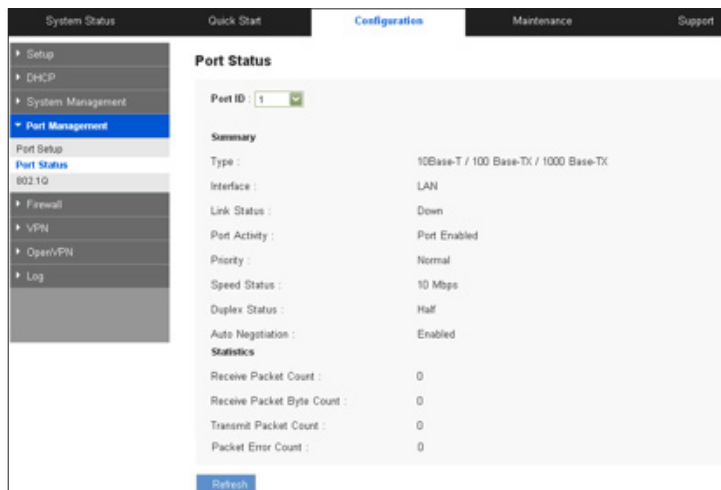 System Status Quick Start Configuration Maintenance Support
Setup
DHCP
System Management
Port Management
Port Setup
Port Status
802.1Q
Firewall
VPN
OpenVPN
Log
Port Status
Port ID : 1
Summary
Type : 10Base-T / 100 Base-TX / 1000 Base-TX
Interface : LAN
Link Status : Down
Port Activity : Port Enabled
Priority : Normal
Speed Status : 10 Mbps
Duplex Status : Half
Auto Negotiation : Enabled
Statistics
Receive Packet Count : 0
Receive Packet Byte Count : 0
Transmit Packet Count : 0
Packet Error Count : 0
Refresh